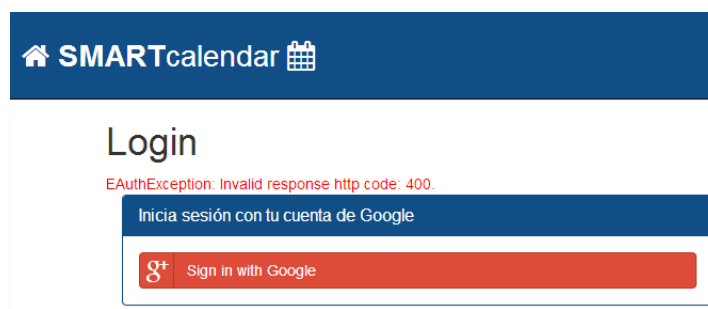 SMARTcalendar
Login
EAuthException: Invalid response http code: 400.
Inicia sesión con tu cuenta de Google
g+ Sign in with Google